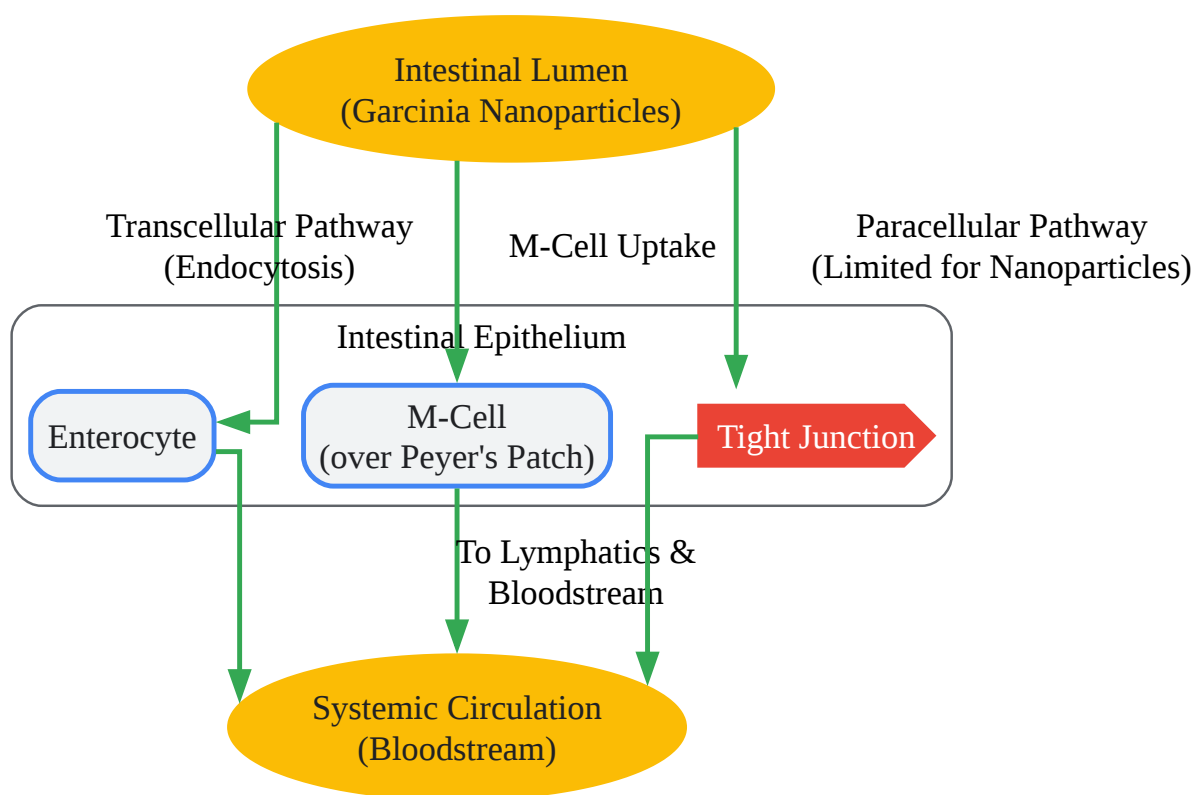 Intestinal Lumen
(Garcinia Nanoparticles)
Transcellular Pathway
(Endocytosis)
M-Cell Uptake
Paracellular Pathway
(Limited for Nanoparticles)
Intestinal Epithelium
Enterocyte
M-Cell
(over Peyer's Patch)
Tight Junction
To Lymphatics &
Bloodstream
Systemic Circulation
(Bloodstream)